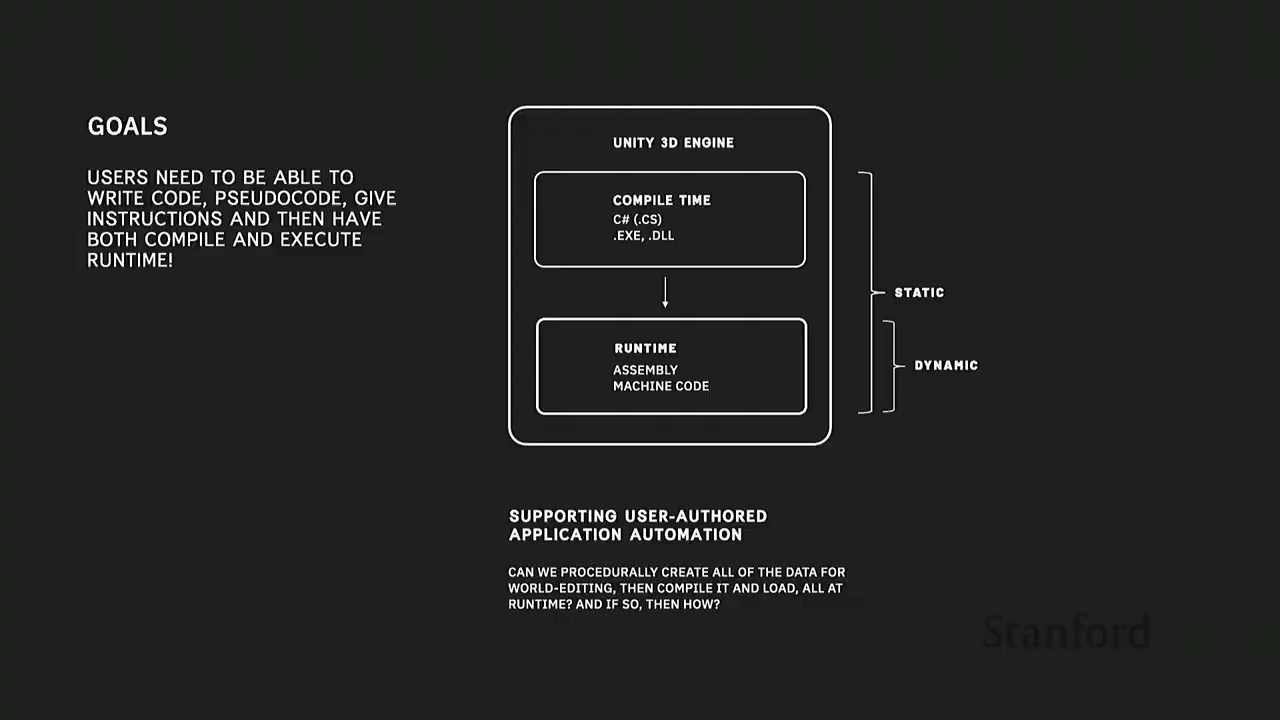 GOALS
USERS NEED TO BE ABLE TO
WRITE CODE, PSEUDOCODE, GIVE
INSTRUCTIONS AND THEN HAVE
BOTH COMPILE AND EXECUTE
RUNTIME!
UNITY 3D ENGINE
COMPILE TIME
C# (.CS)
.EXE, .DLL
RUNTIME
ASSEMBLY
MACHINE CODE
STATIC
DYNAMIC
SUPPORTING USER-AUTHORED
APPLICATION AUTOMATION
CAN WE PROCEDURALLY CREATE ALL OF THE DATA FOR
WORLD-EDITING, THEN COMPILE IT AND LOAD, ALL AT
RUNTIME? AND IF SO, THEN HOW?
Stanford